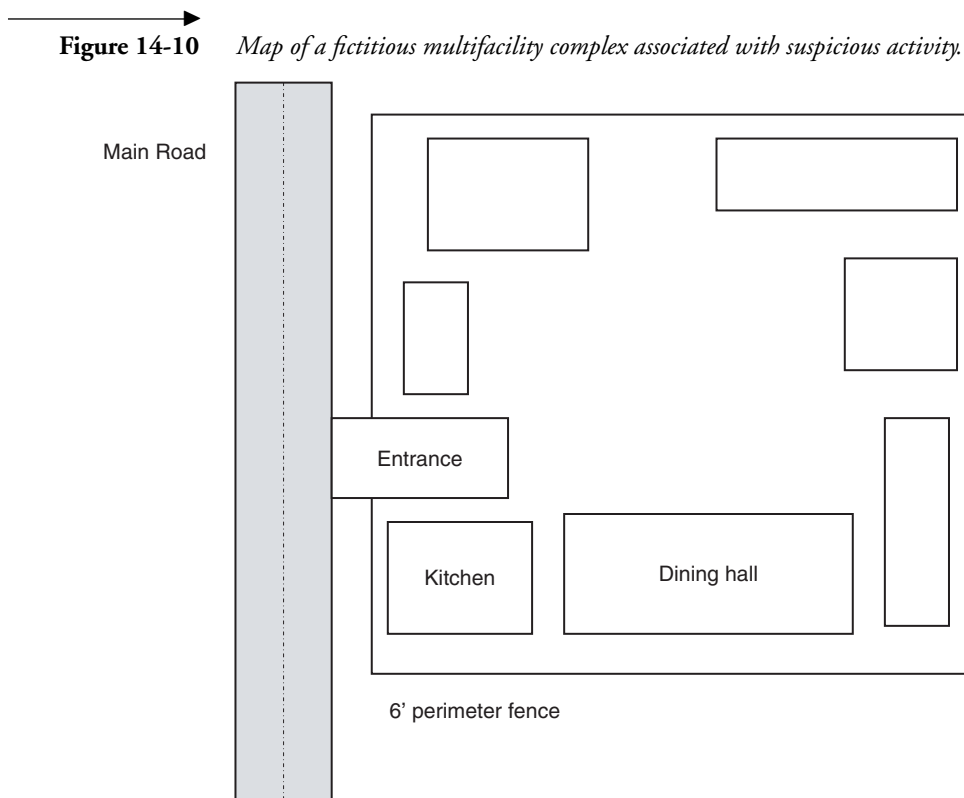 Figure 14-10 Map of a fictitious multifacility complex associated with suspicious activity.
Main Road
Entrance
Kitchen
Dining hall
6’ perimeter fence